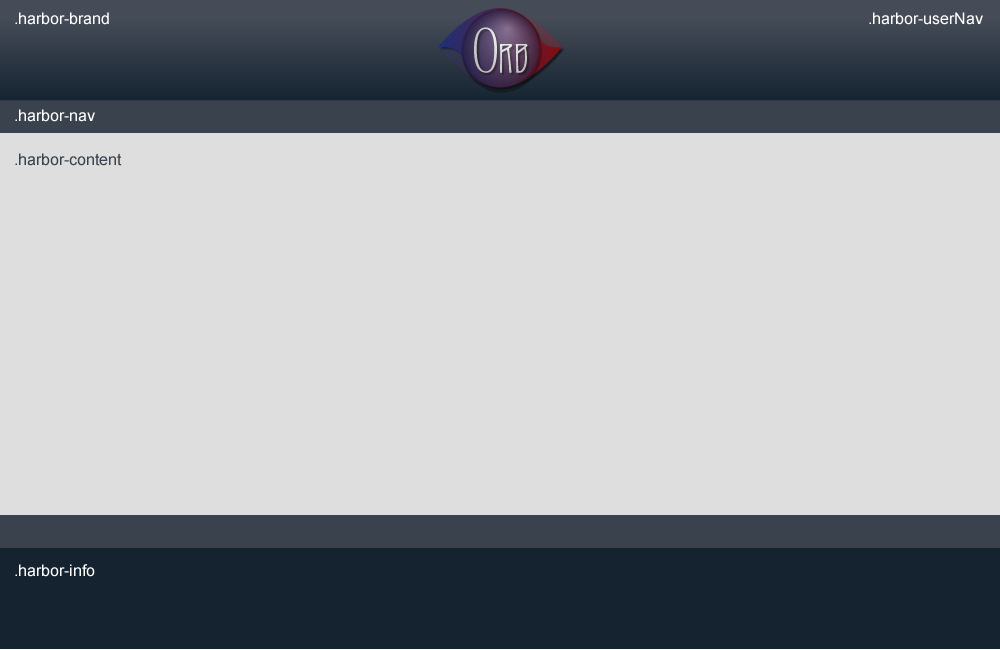 .harbor-brand
ORB
.harbor-userNav
.harbor-nav
.harbor-content
.harbor-info